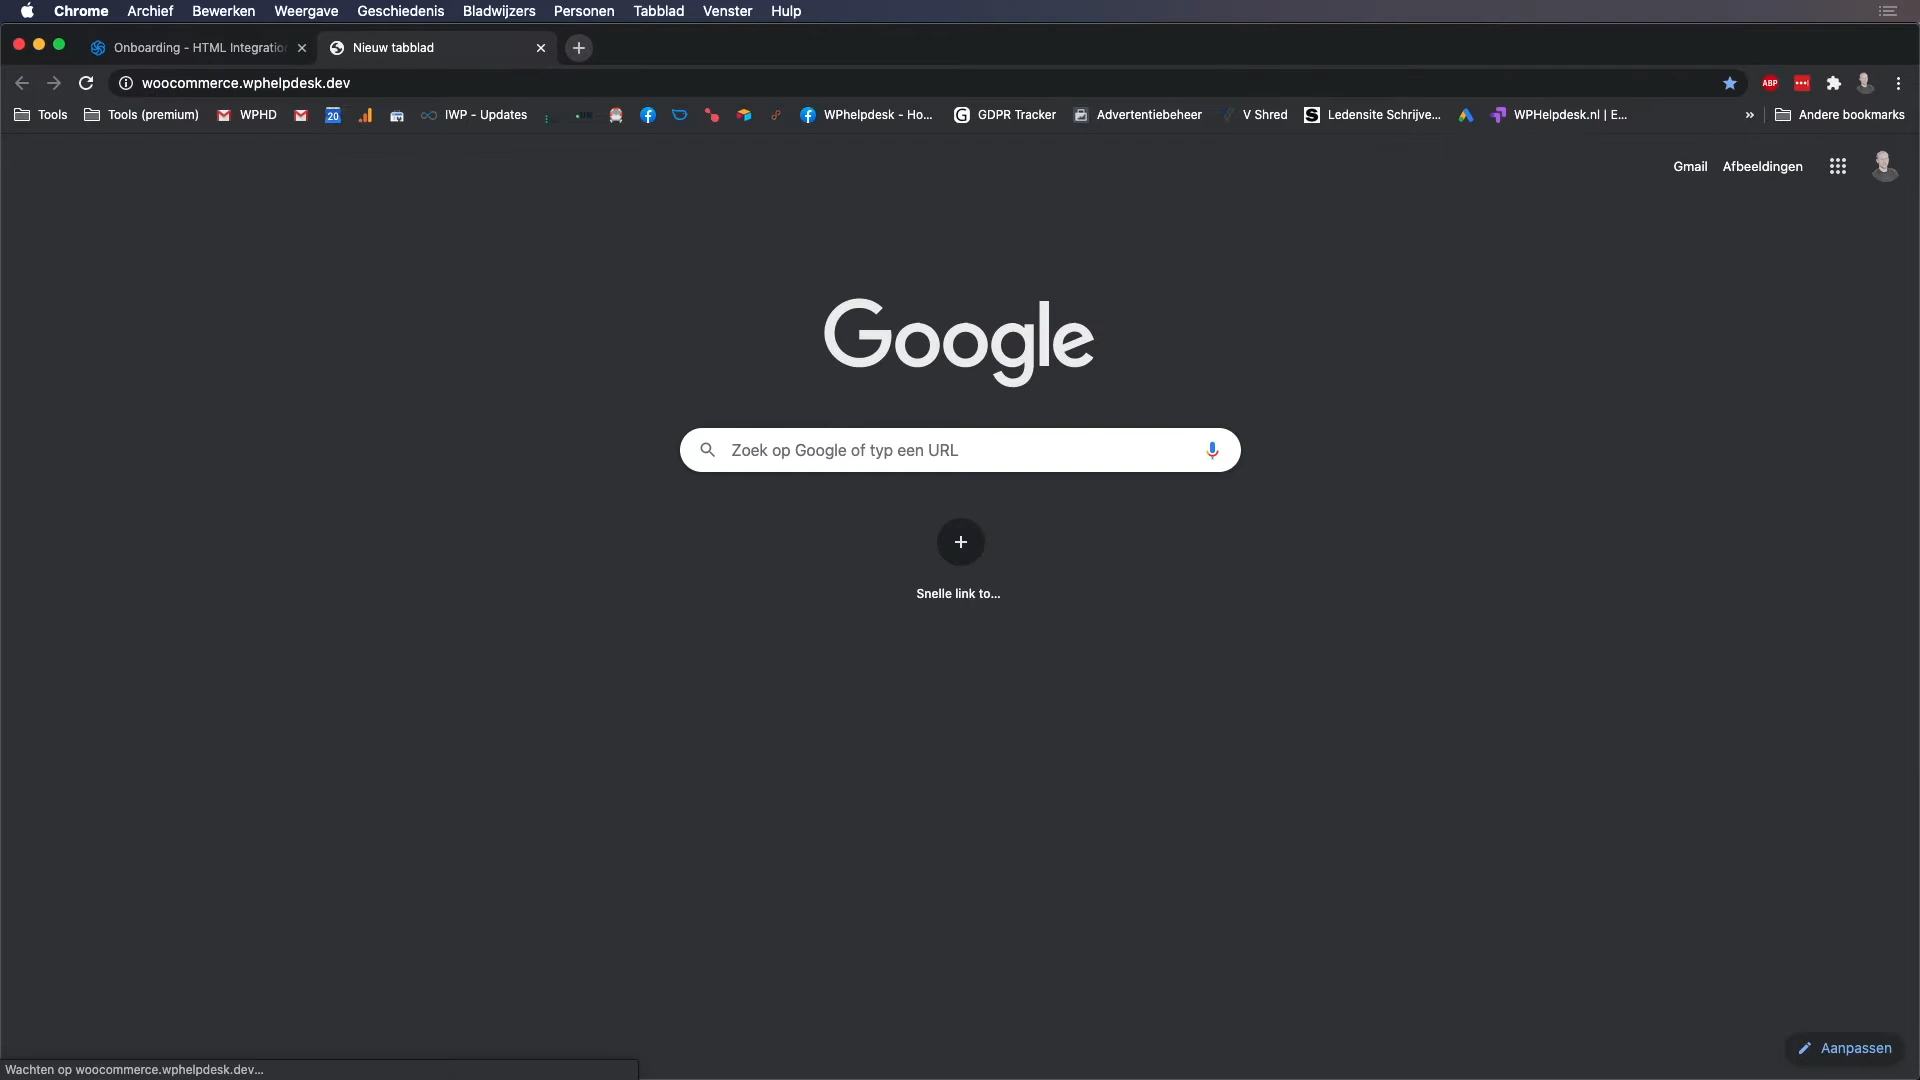 Chrome Archief Bewerken Weergave Geschiedenis Bladwijzers Personen Tabblad Venster Hulp
Onboarding - HTML Integratio
Nieuw tabblad
woocommerce.wphelpdesk.dev
ABP
Tools
Tools (premium)
WPHD
20
IWP - Updates
WPhelpdesk - Ho...
GDPR Tracker
Advertentiebeheer
V Shred
Ledensite Schrijve...
WPHelpdesk.nl | E...
»
Andere bookmarks
Gmail Afbeeldingen
Google
Zoek op Google of typ een URL
Snelle link to...
Aanpassen
Wachten op woocommerce.wphelpdesk.dev...